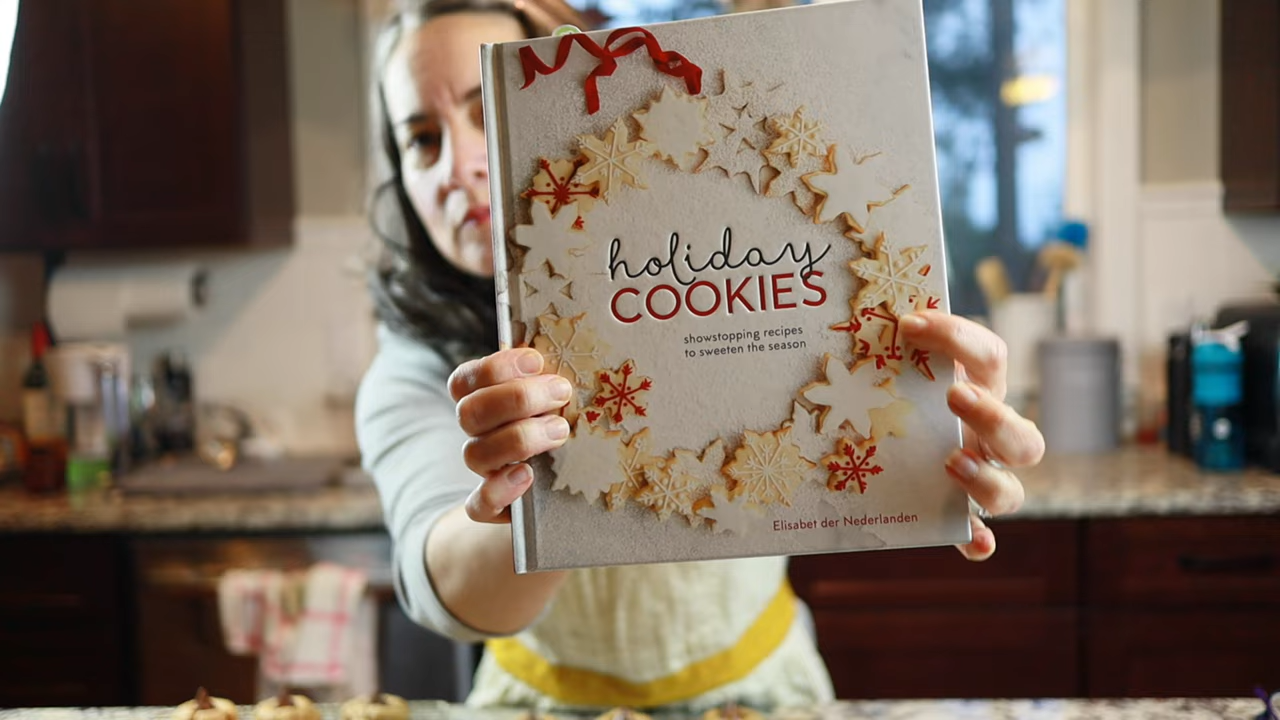 holiday
COOKIES
showstopping recipes
to sweeten the season
Elisabet der Nederlanden